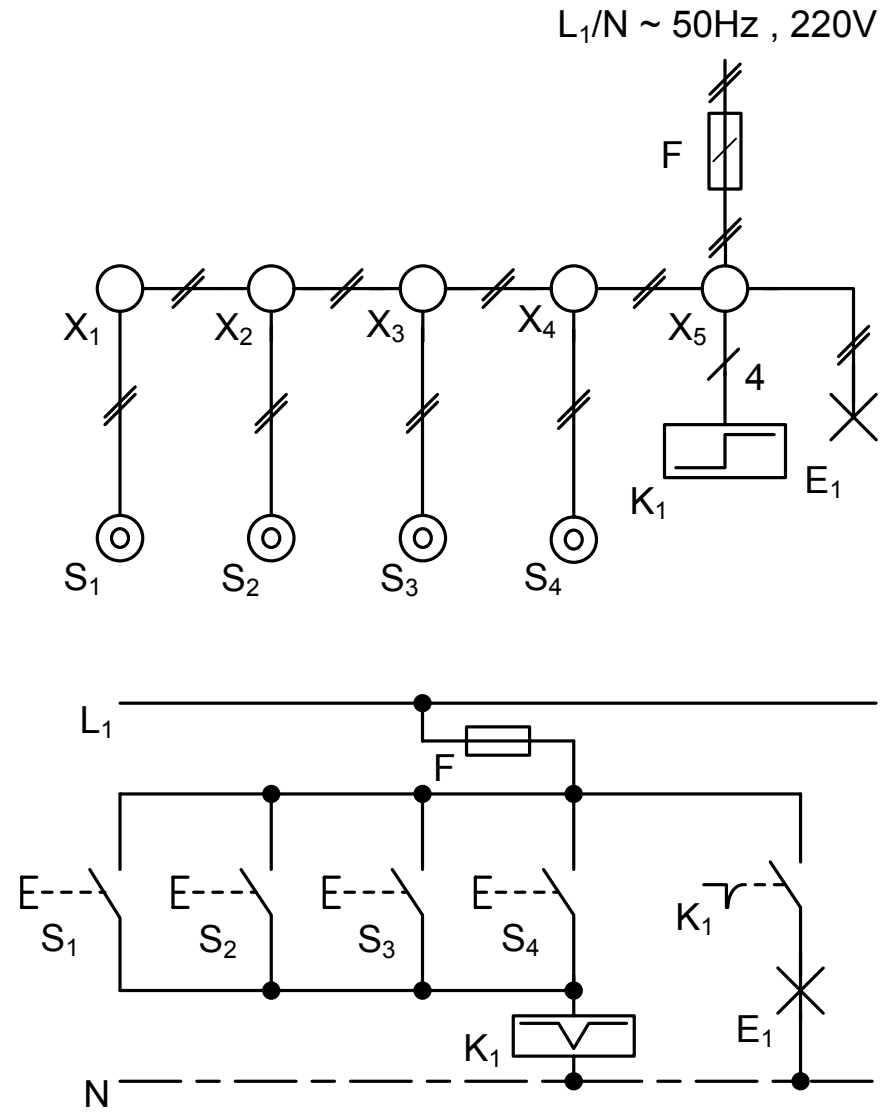 L₁/N ~ 50Hz , 220V
F
X₁ X₂ X₃ X₄ X₅
4
K₁ E₁
S₁ S₂ S₃ S₄
L₁
F
S₁ S₂ S₃ S₄ K₁
K₁ E₁
N